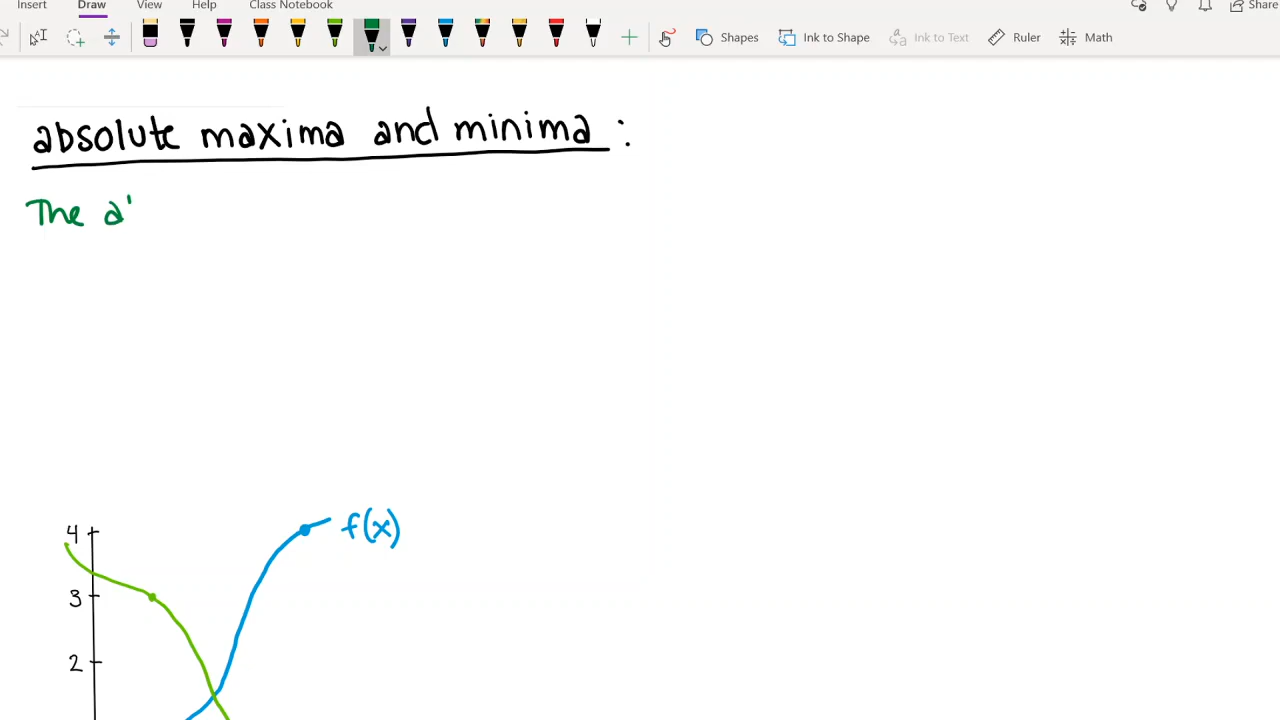 Insert Draw View Help Class Notebook Share
Shapes Ink to Shape Ink to Text Ruler Math
absolute maxima and minima :
The a'
4 f(x)
3
2